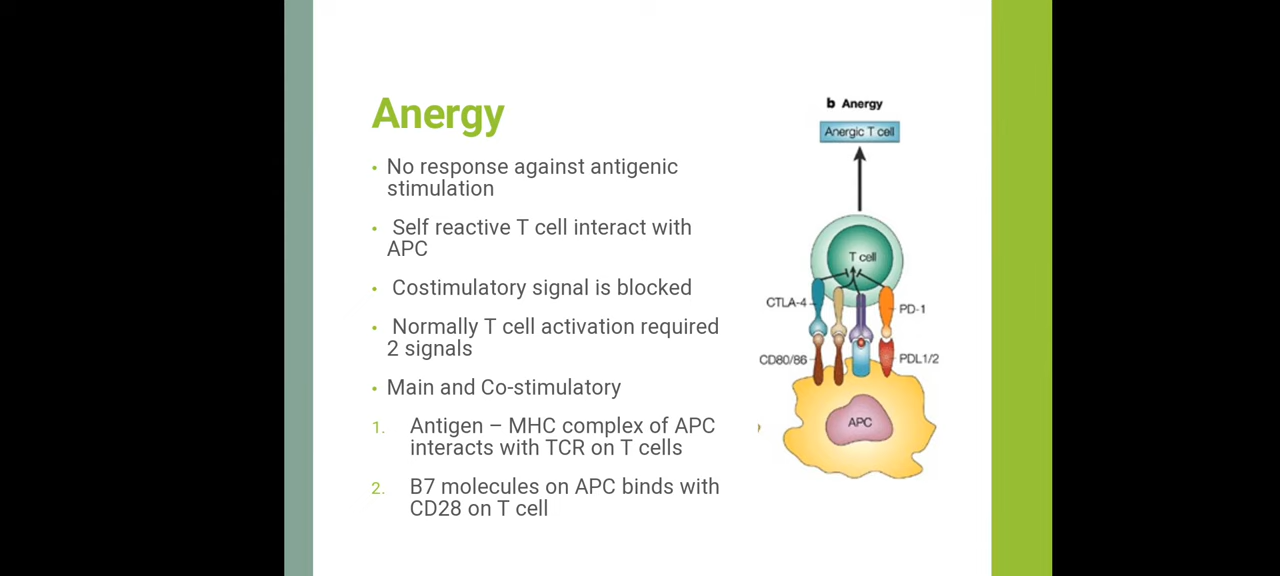 Anergy
• No response against antigenic
stimulation
• Self reactive T cell interact with
APC
• Costimulatory signal is blocked
• Normally T cell activation required
2 signals
• Main and Co-stimulatory
1. Antigen – MHC complex of APC
interacts with TCR on T cells
2. B7 molecules on APC binds with
CD28 on T cell
b Anergy
Anergic T cell
T cell
CTLA-4
PD-1
CD80/86
PDL1/2
APC